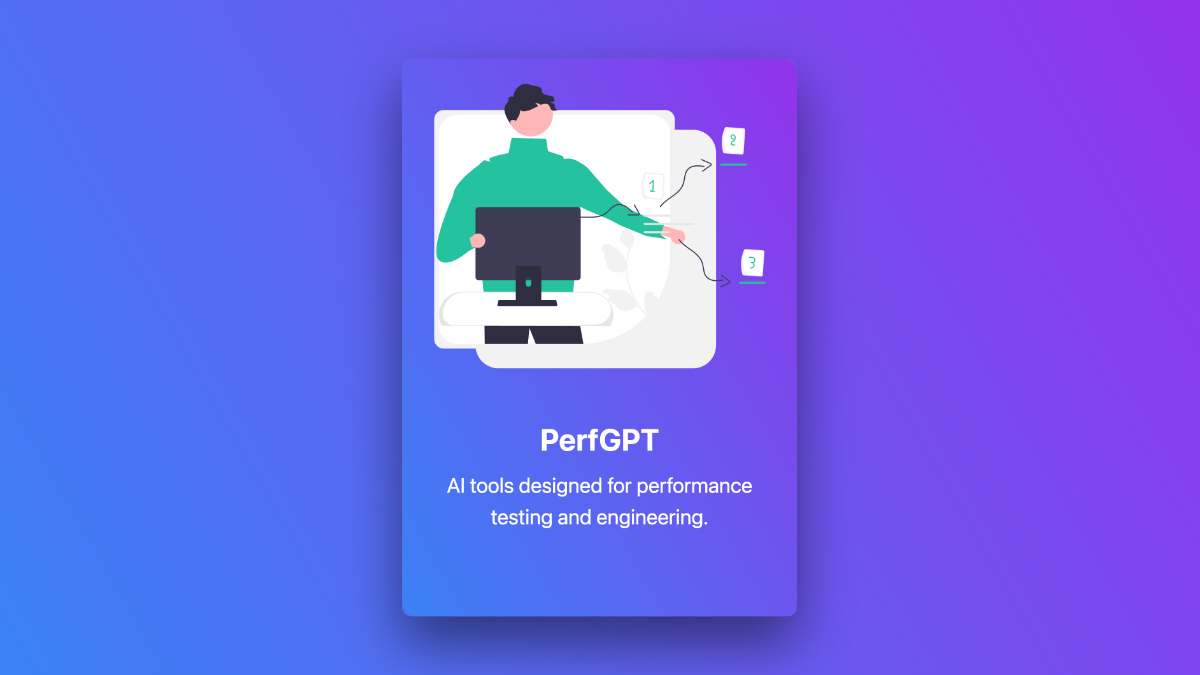 2
1
3
PerfGPT
AI tools designed for performance
testing and engineering.